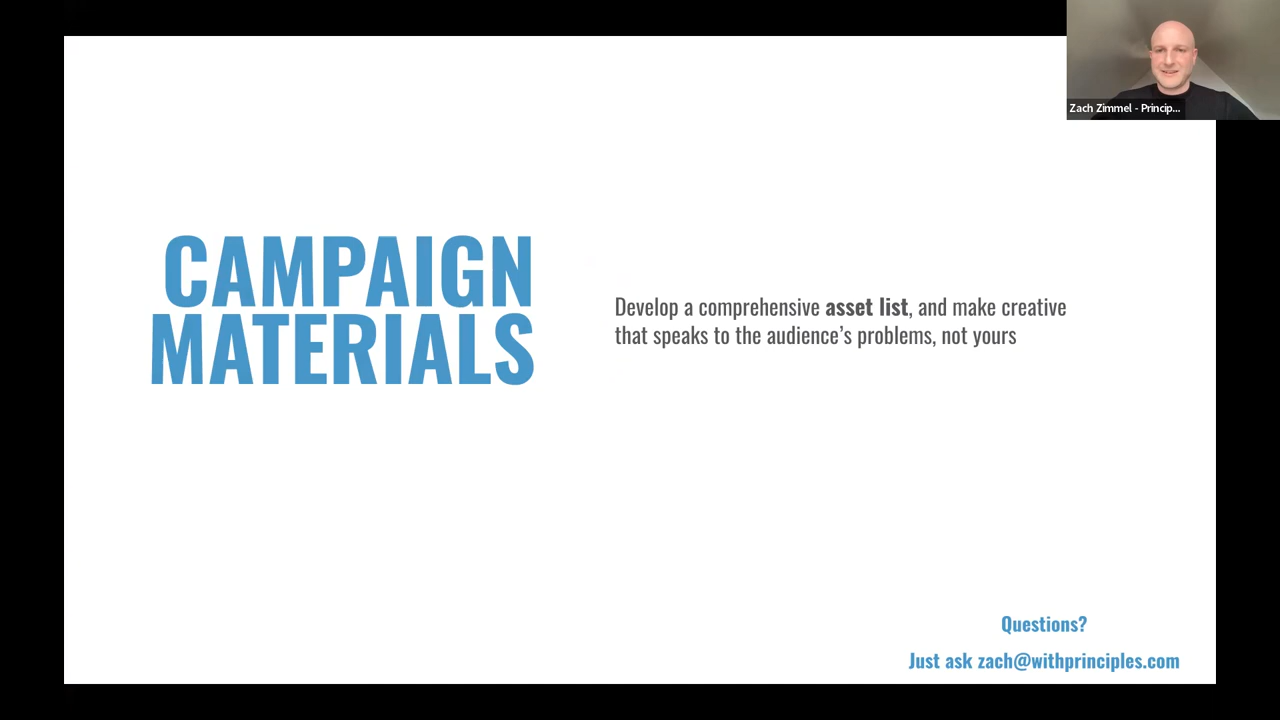 Zach Zimmel - Princip...
CAMPAIGN
MATERIALS
Develop a comprehensive asset list, and make creative
that speaks to the audience’s problems, not yours
Questions?
Just ask zach@withprinciples.com